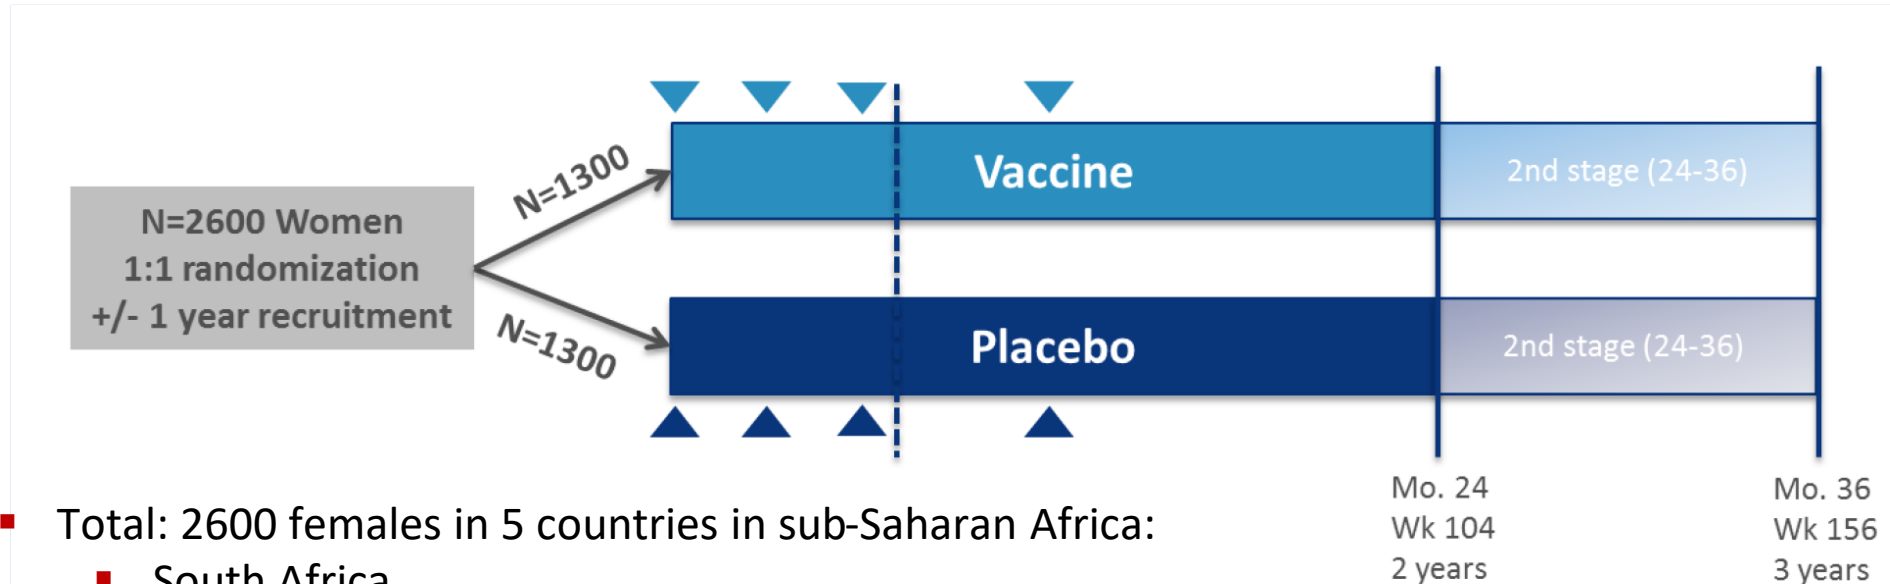 N=2600 Women
1:1 randomization
+/- 1 year recruitment
N=1300
N=1300
Vaccine
2nd stage (24-36)
Placebo
2nd stage (24-36)
Mo. 24
Wk 104
2 years
Mo. 36
Wk 156
3 years
Total: 2600 females in 5 countries in sub-Saharan Africa:
South Africa